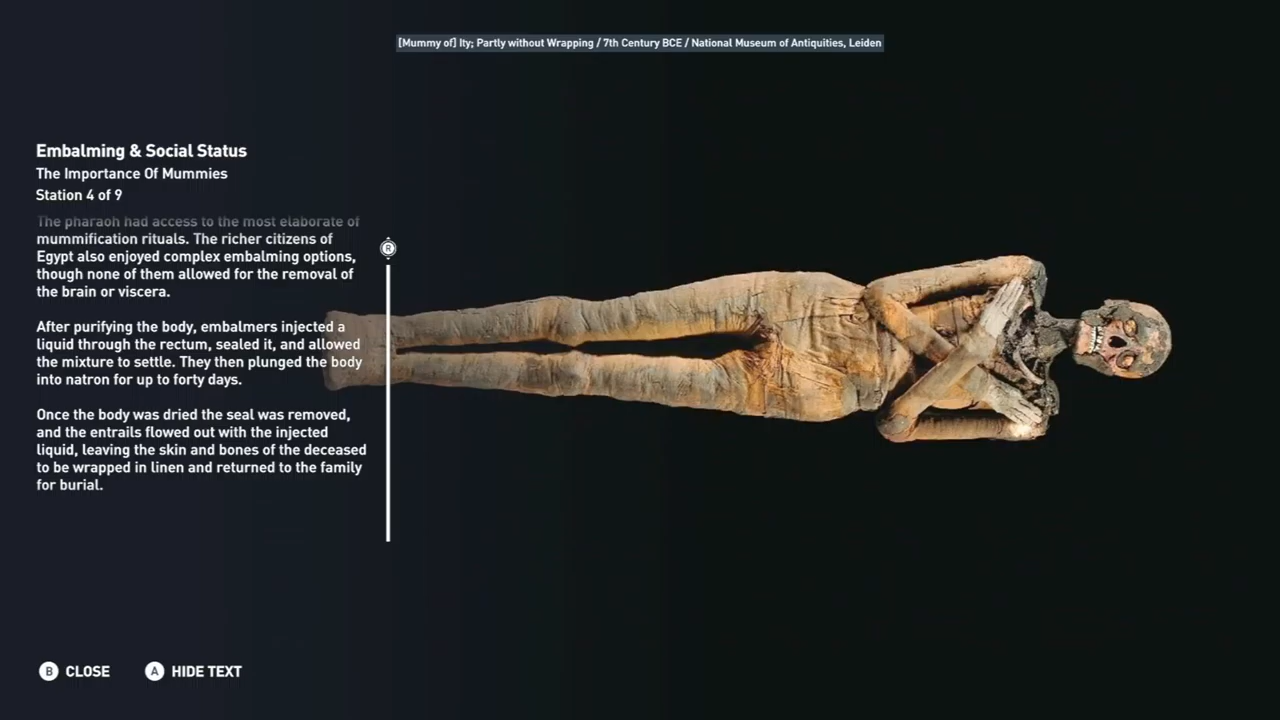 [Mummy of] Ity; Partly without Wrapping / 7th Century BCE / National Museum of Antiquities, Leiden
Embalming & Social Status
The Importance Of Mummies
Station 4 of 9
The pharaoh had access to the most elaborate of
mummification rituals. The richer citizens of
Egypt also enjoyed complex embalming options,
though none of them allowed for the removal of
the brain or viscera.
After purifying the body, embalmers injected a
liquid through the rectum, sealed it, and allowed
the mixture to settle. They then plunged the body
into natron for up to forty days.
Once the body was dried the seal was removed,
and the entrails flowed out with the injected
liquid, leaving the skin and bones of the deceased
to be wrapped in linen and returned to the family
for burial.
R
B CLOSE
A HIDE TEXT